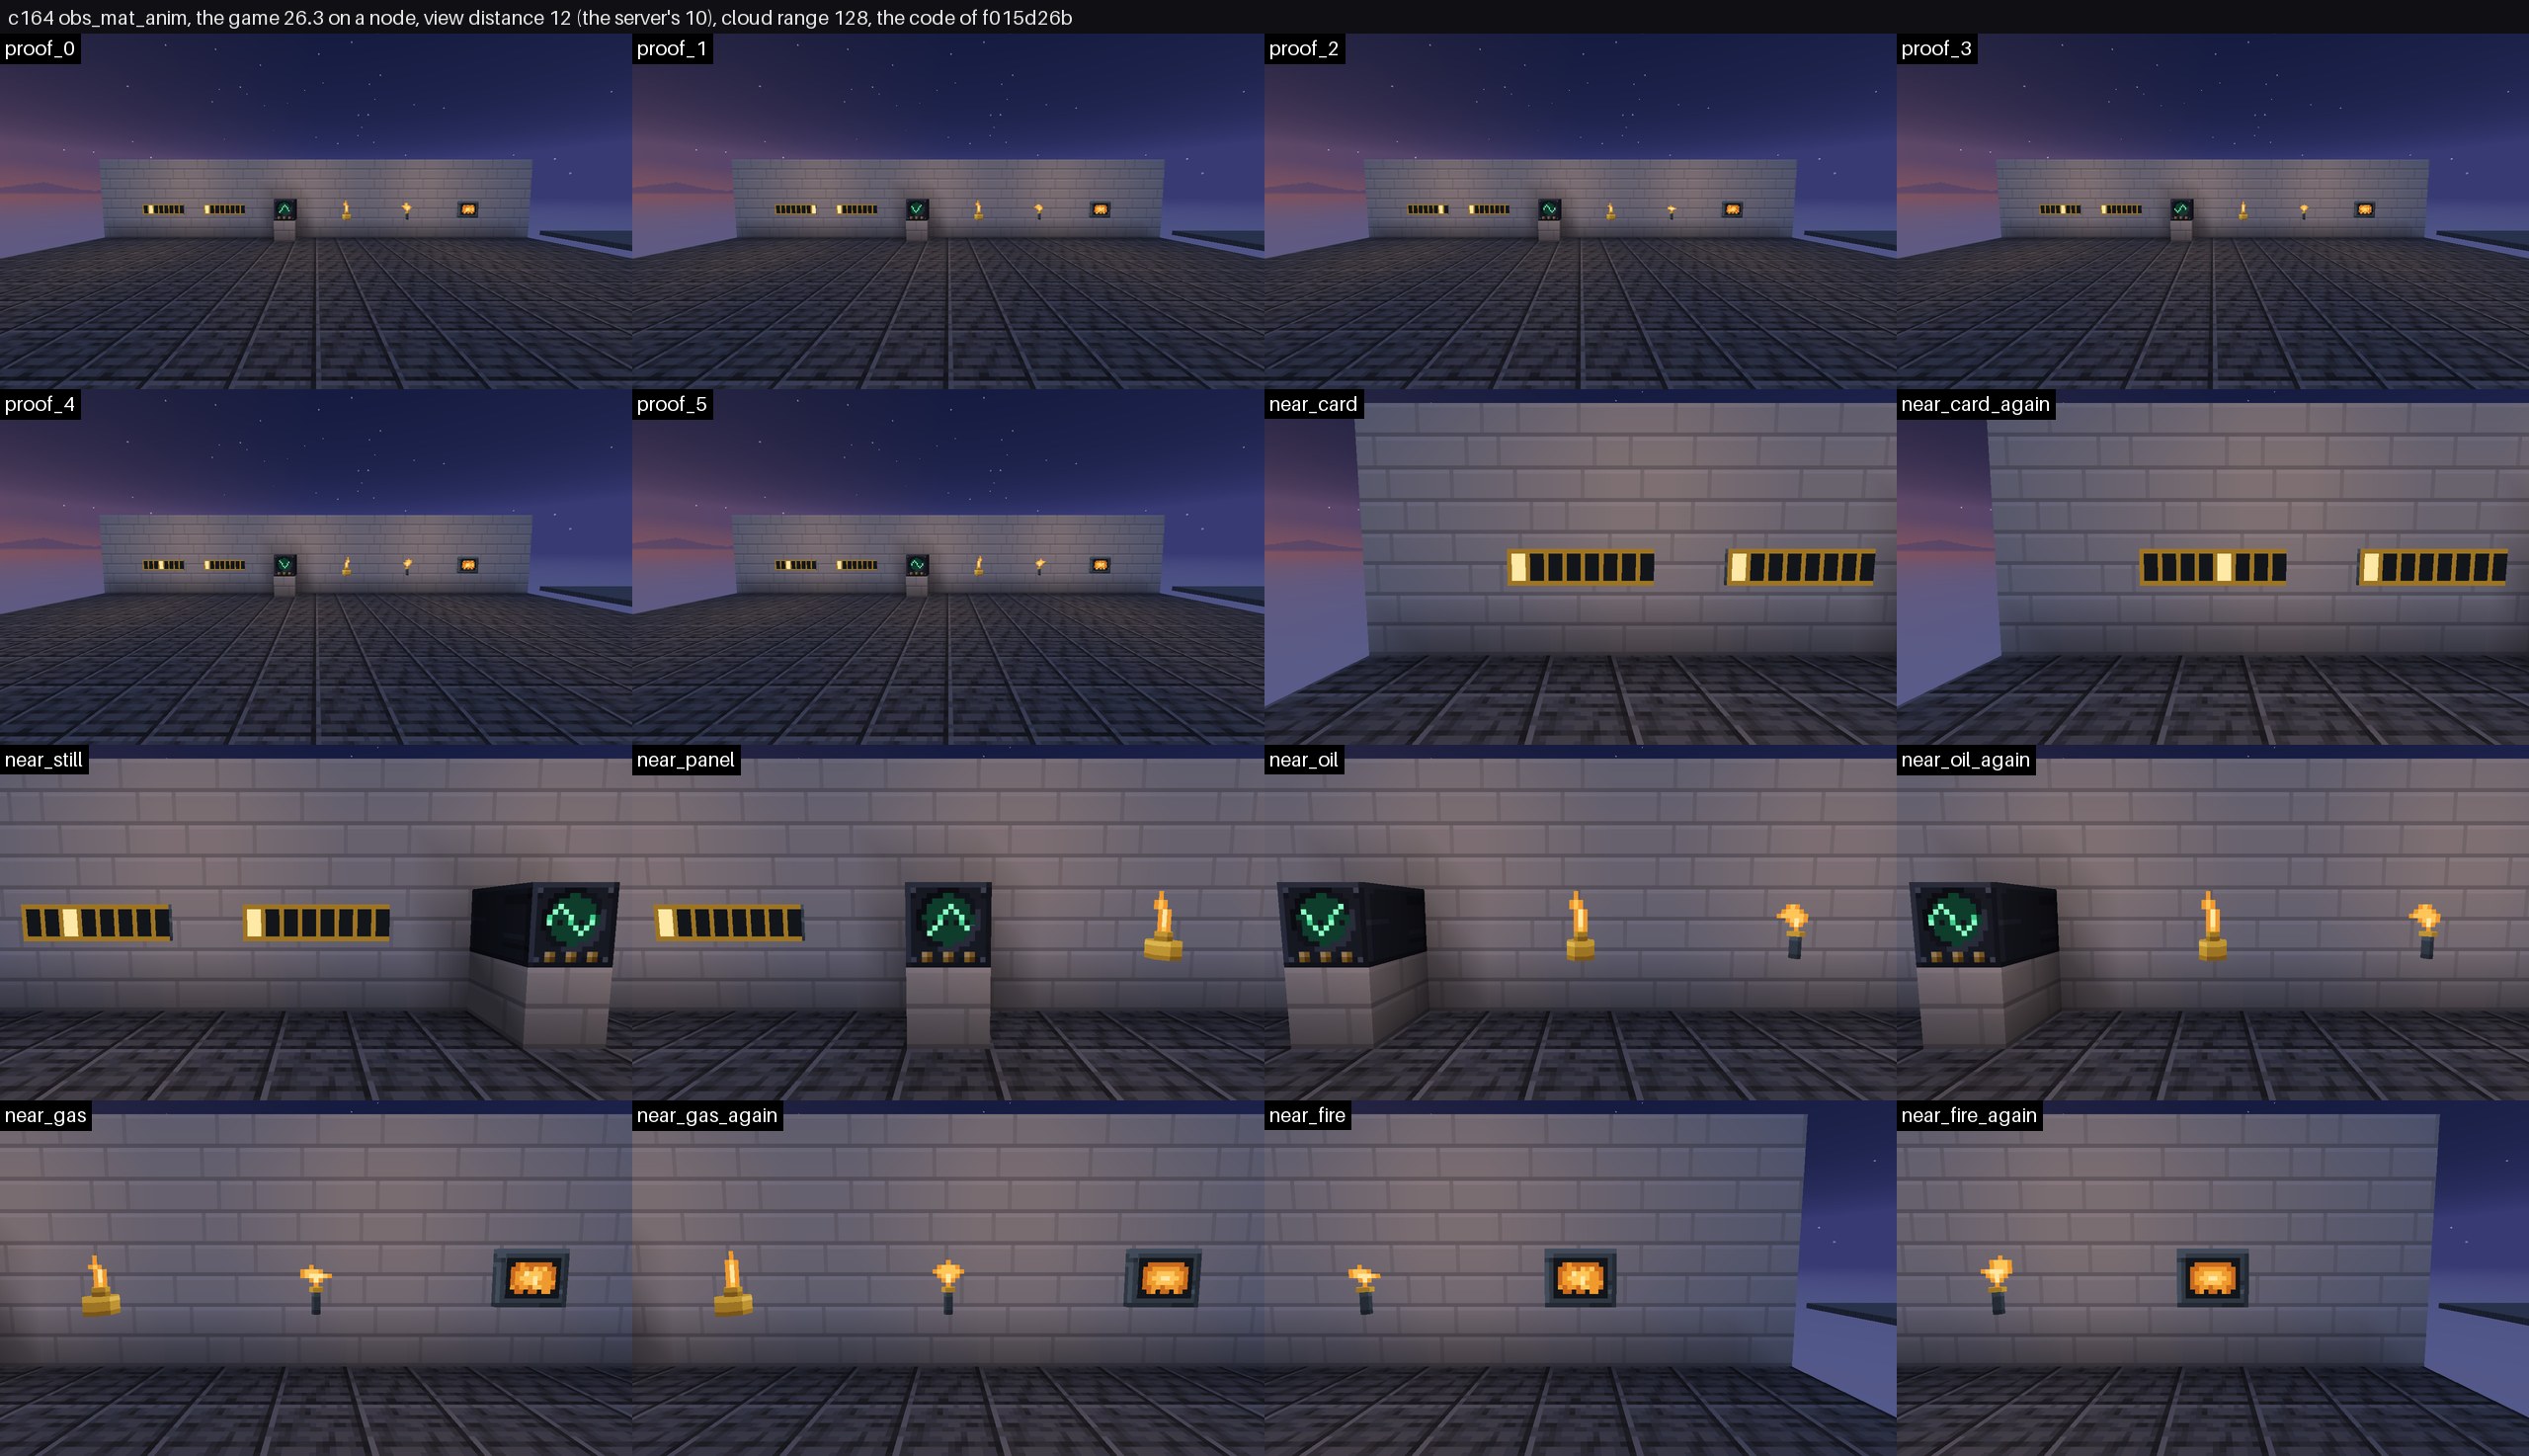 c164 obs_mat_anim, the game 26.3 on a node, view distance 12 (the server's 10), cloud range 128, the code of f015d26b
proof_0
proof_1
proof_2
proof_3
proof_4
proof_5
near_card
near_card_again
near_still
near_panel
near_oil
near_oil_again
near_gas
near_gas_again
near_fire
near_fire_again